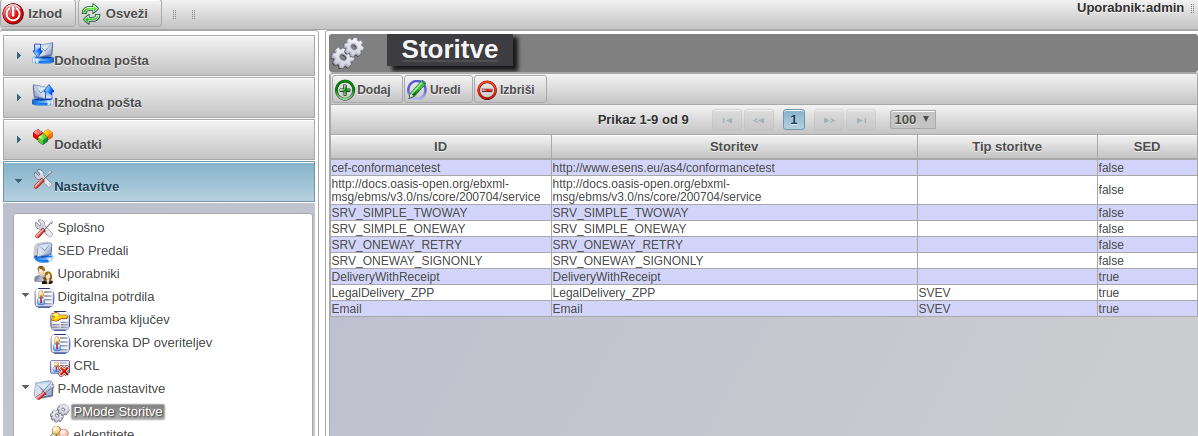 Izhod Osveži
Uporabnik:admin
Dohodna pošta
Izhodna pošta
Dodatki
Nastavitve
Splošno
SED Predali
Uporabniki
Digitalna potrdila
Shramba ključev
Korenska DP overiteljev
CRL
P-Mode nastavitve
PMode Storitve
eIdentitete
Storitve
Dodaj Uredi Izbriši
Prikaz 1-9 od 9 1 100
ID Storitev Tip storitve SED
cef-conformancetest http://www.esens.eu/as4/conformancetest false
http://docs.oasis-open.org/ebxml- http://docs.oasis-open.org/ebxml-
msg/ebms/v3.0/ns/core/200704/service msg/ebms/v3.0/ns/core/200704/service false
SRV_SIMPLE_TWOWAY SRV_SIMPLE_TWOWAY false
SRV_SIMPLE_ONEWAY SRV_SIMPLE_ONEWAY false
SRV_ONEWAY_RETRY SRV_ONEWAY_RETRY false
SRV_ONEWAY_SIGNONLY SRV_ONEWAY_SIGNONLY false
DeliveryWithReceipt DeliveryWithReceipt true
LegalDelivery_ZPP LegalDelivery_ZPP SVEV true
Email Email SVEV true